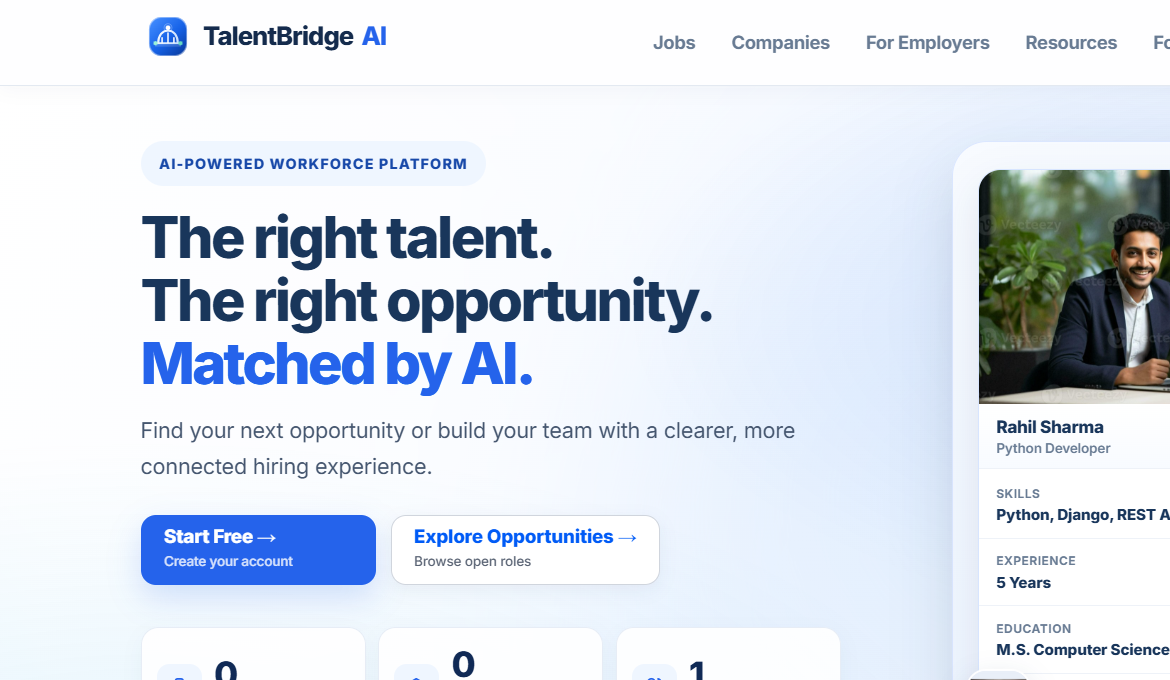 TalentBridge AI
Jobs
Companies
For Employers
Resources
AI-POWERED WORKFORCE PLATFORM
The right talent.
The right opportunity.
Matched by AI.
Find your next opportunity or build your team with a clearer, more
connected hiring experience.
Start Free →
Create your account
Explore Opportunities →
Browse open roles
0
0
1
Vecteezy
Rahil Sharma
Python Developer
SKILLS
Python, Django, REST A
EXPERIENCE
5 Years
EDUCATION
M.S. Computer Science